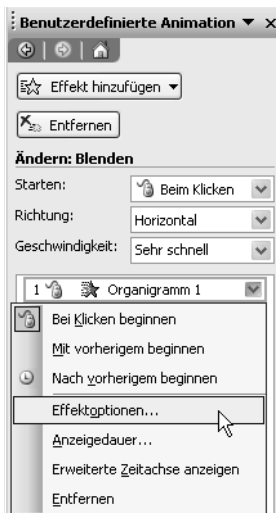 Benutzerdefinierte Animation
Effekt hinzufügen
Entfernen
Ändern: Blenden
Starten: Beim Klicken
Richtung: Horizontal
Geschwindigkeit: Sehr schnell
1 Organigramm 1
Bei Klicken beginnen
Mit vorherigem beginnen
Nach vorherigem beginnen
Effektoptionen...
Anzeigedauer...
Erweiterte Zeitachse anzeigen
Entfernen